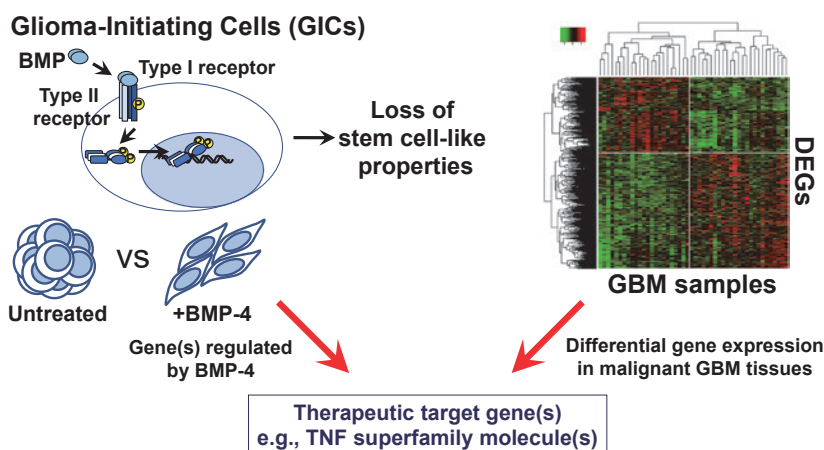 Glioma-Initiating Cells (GICs)
BMP
Type I receptor
Type II
receptor
P
P
P
P
P
Loss of
stem cell-like
properties
DEGs
GBM samples
VS
Untreated
+BMP-4
Gene(s) regulated
by BMP-4
Differential gene expression
in malignant GBM tissues
Therapeutic target gene(s)
e.g., TNF superfamily molecule(s)